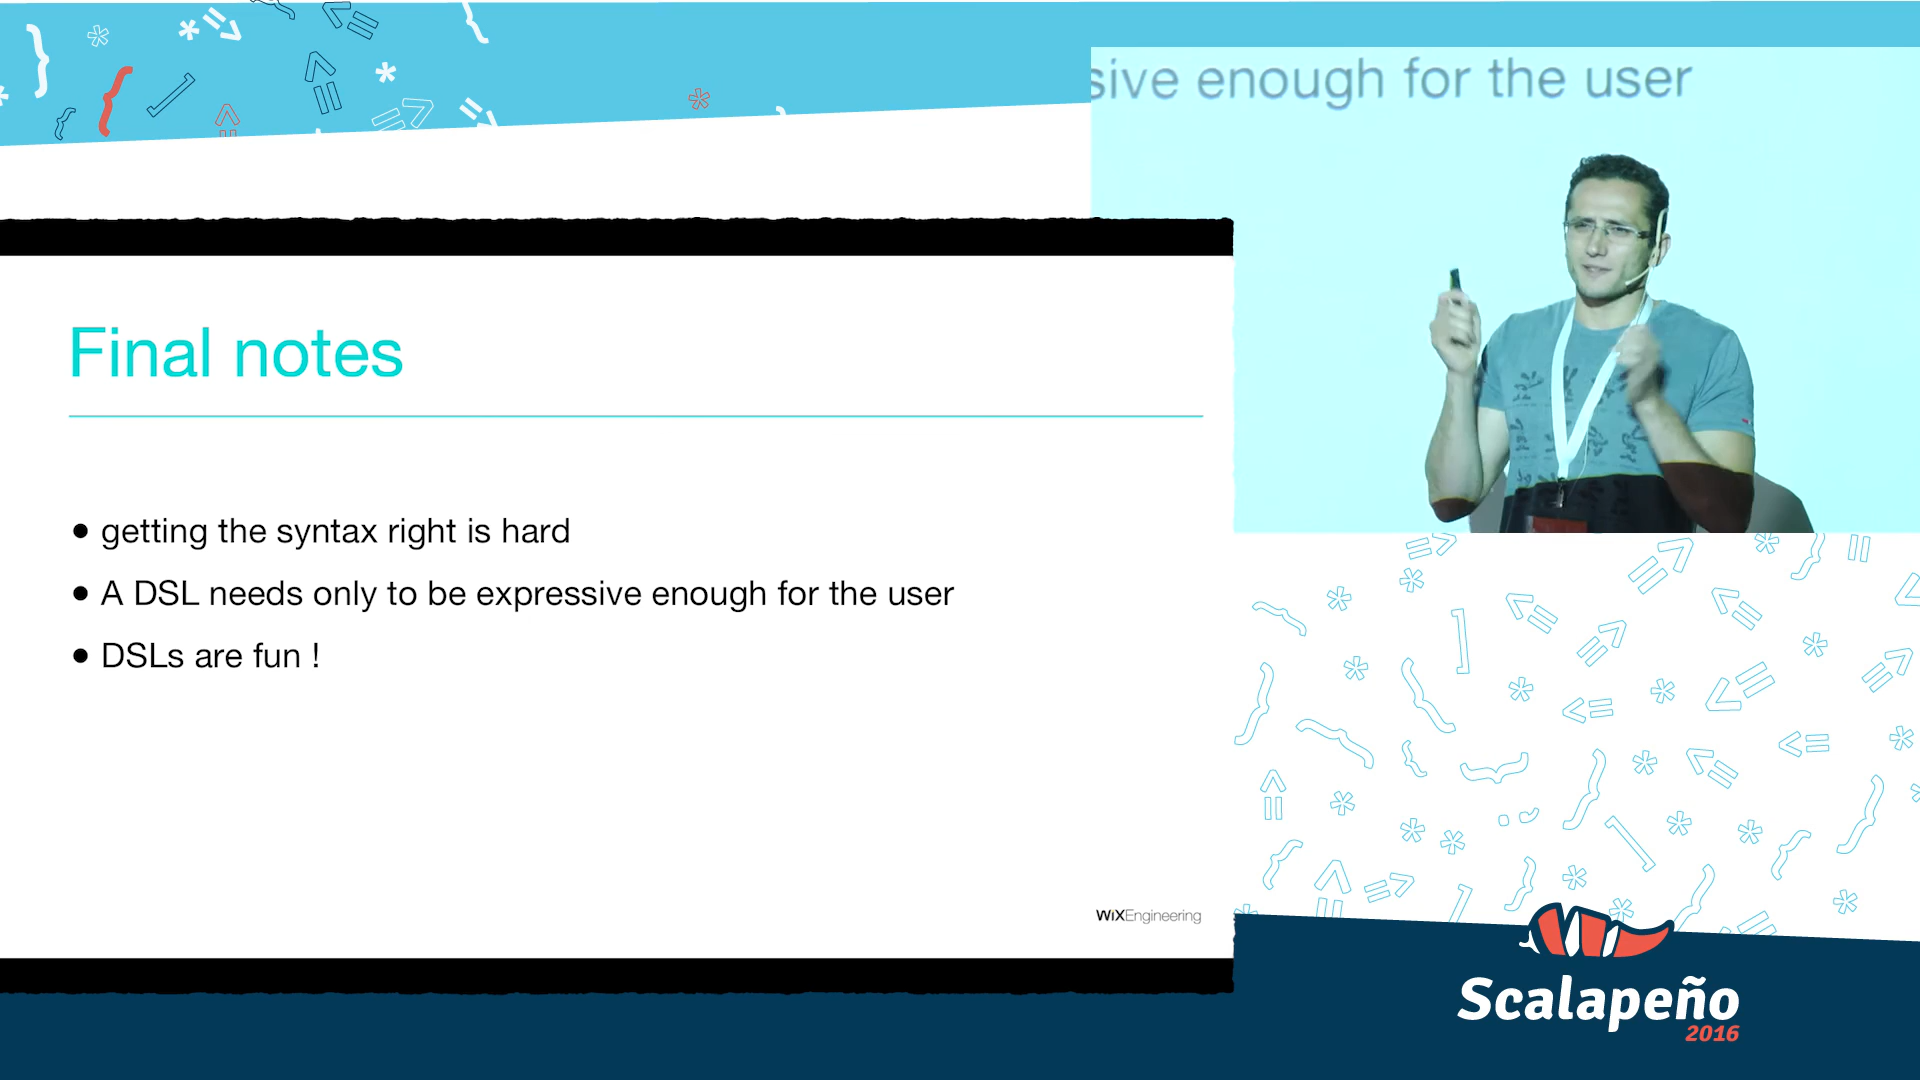 sive enough for the user
Final notes
• getting the syntax right is hard
• A DSL needs only to be expressive enough for the user
• DSLs are fun !
WiXEngineering
Scalapeño
2016